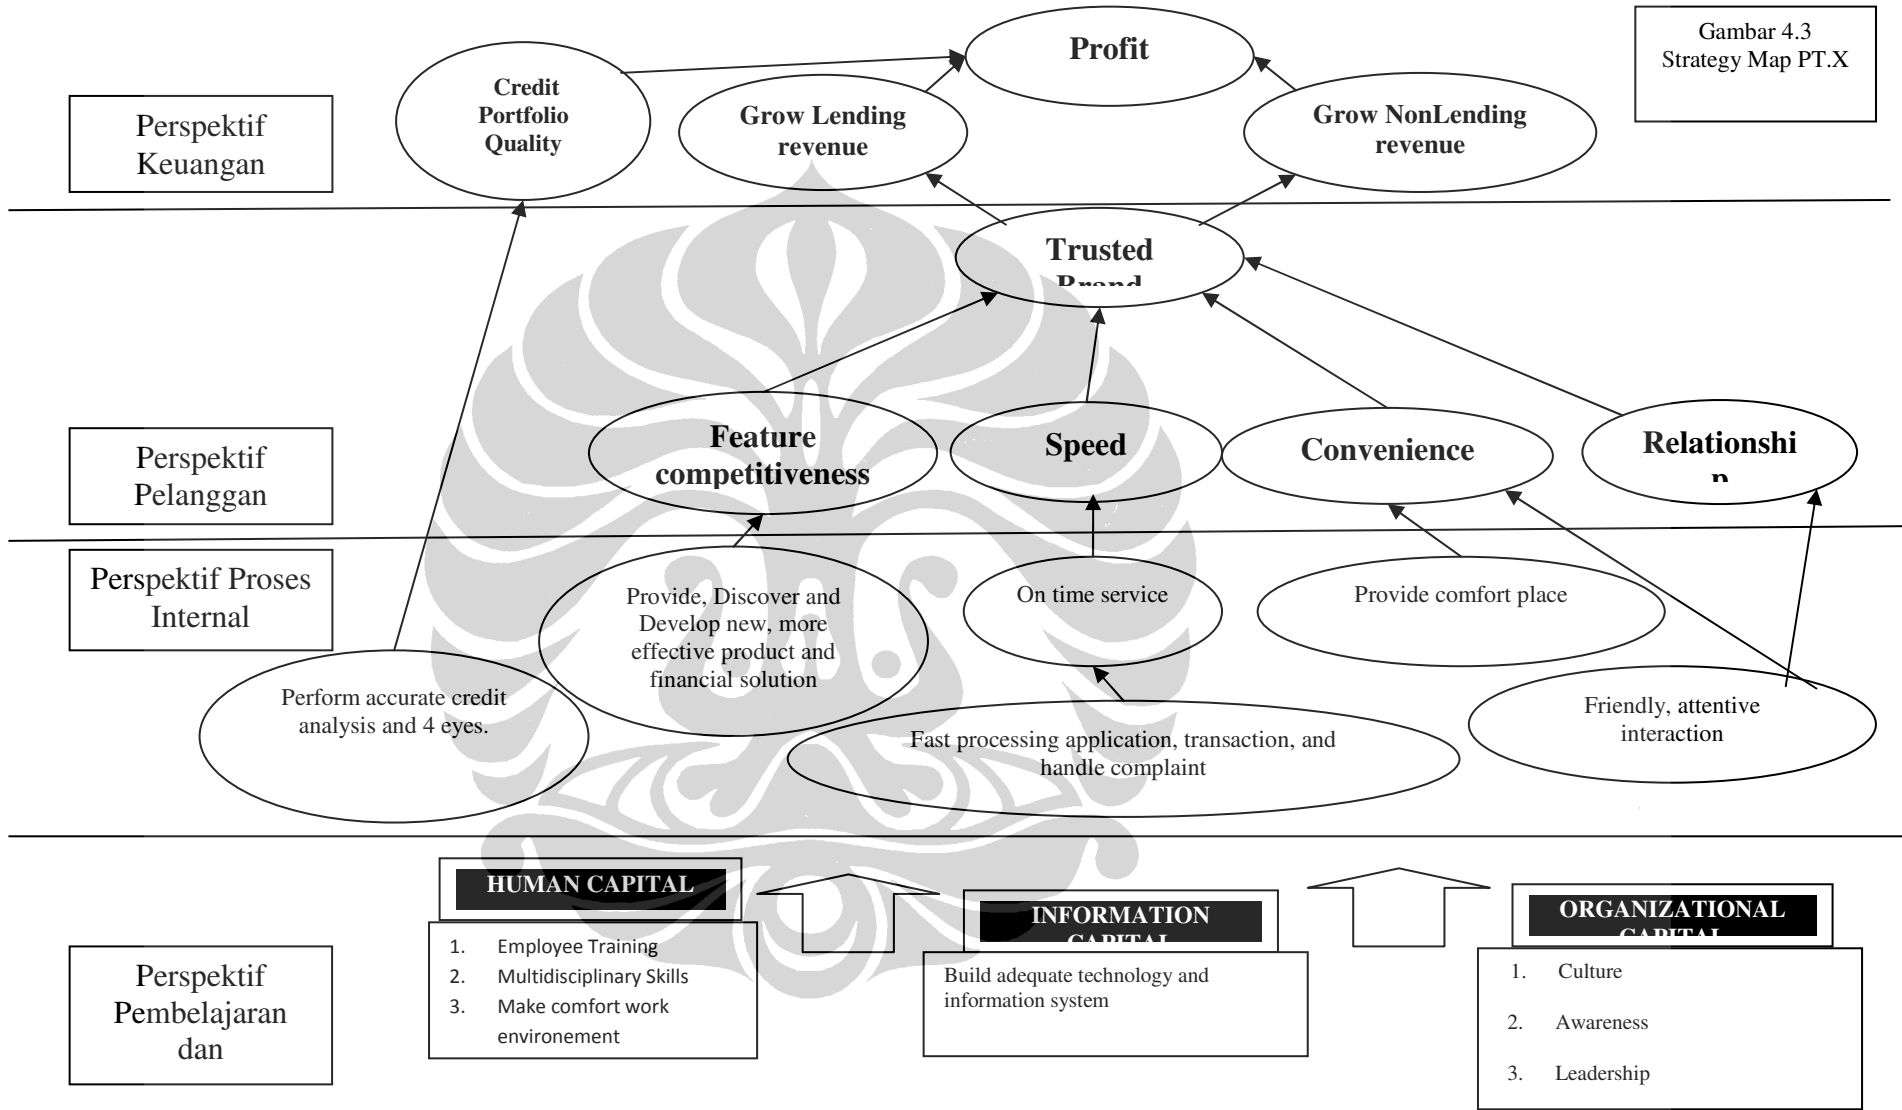 Profit
Gambar 4.3
Strategy Map PT.X
Credit
Portfolio
Quality
Grow Lending
revenue
Grow NonLending
revenue
Perspektif
Keuangan
Trusted
Brand
Perspektif
Pelanggan
Feature
competitiveness
Speed
Convenience
Relationshi
p
Perspektif Proses
Internal
Provide, Discover and
Develop new, more
effective product and
financial solution
On time service
Provide comfort place
Perform accurate credit
analysis and 4 eyes.
Fast processing application, transaction, and
handle complaint
Friendly, attentive
interaction
Perspektif
Pembelajaran
dan
HUMAN CAPITAL
1. Employee Training
2. Multidisciplinary Skills
3. Make comfort work
environement
INFORMATION
CAPITAL
Build adequate technology and
information system
ORGANIZATIONAL
CAPITAL
1. Culture
2. Awareness
3. Leadership